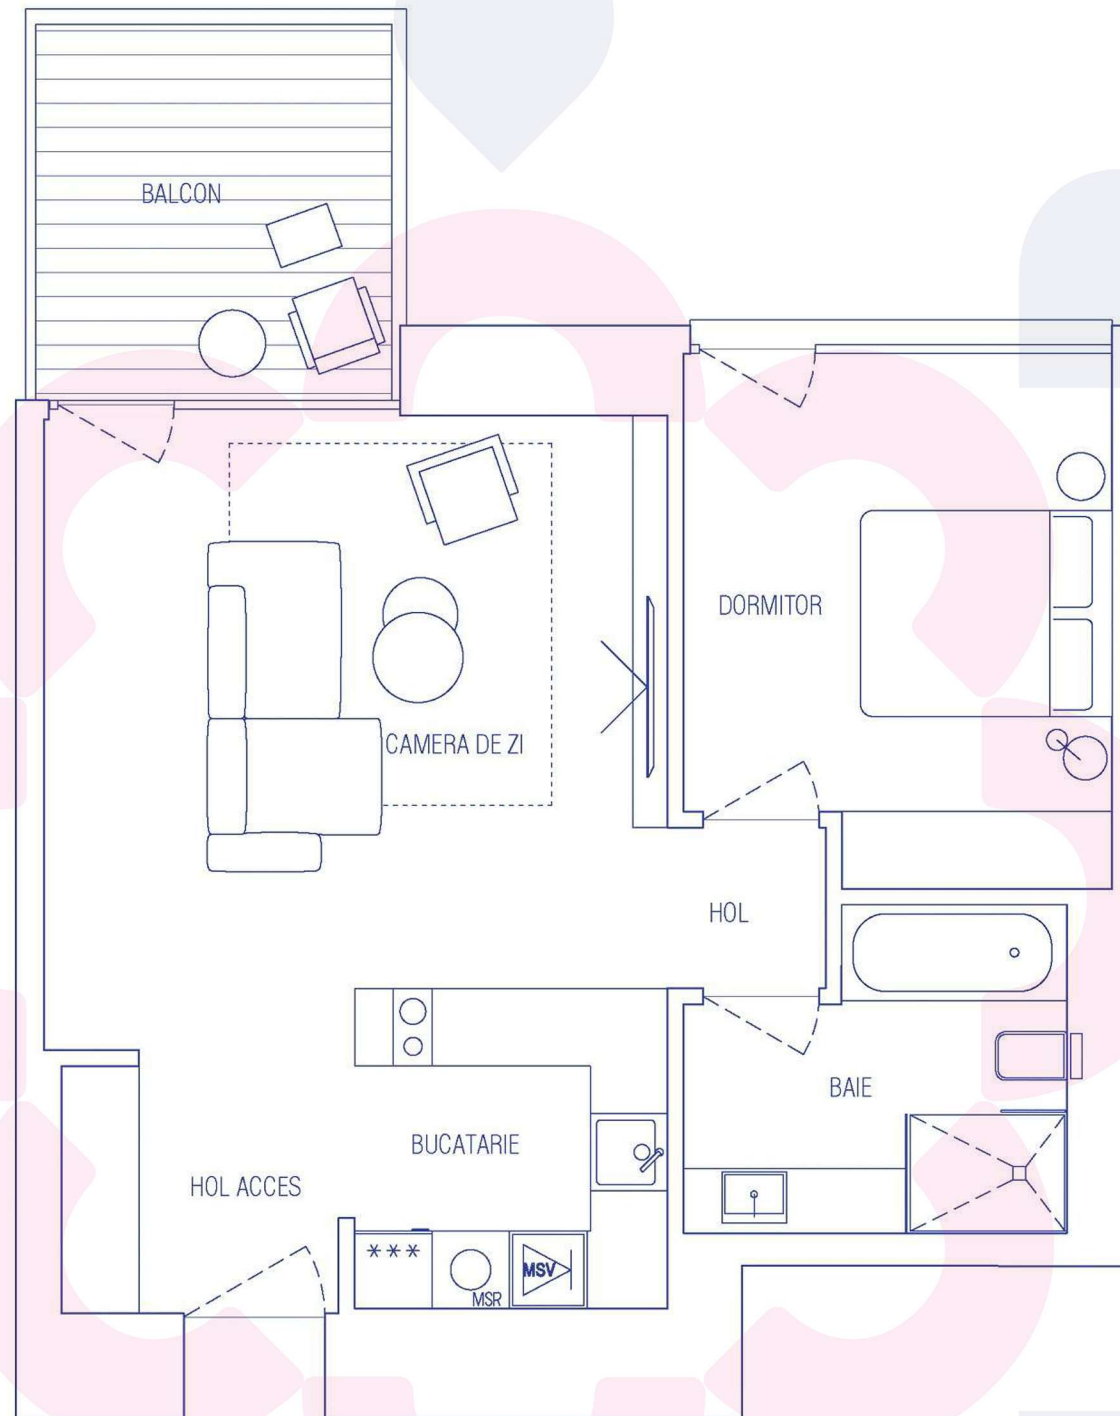 BALCON
DORMITOR
CAMERA DE ZI
HOL
BAIE
BUCATARIE
HOL ACCES
***
MSV
MSR